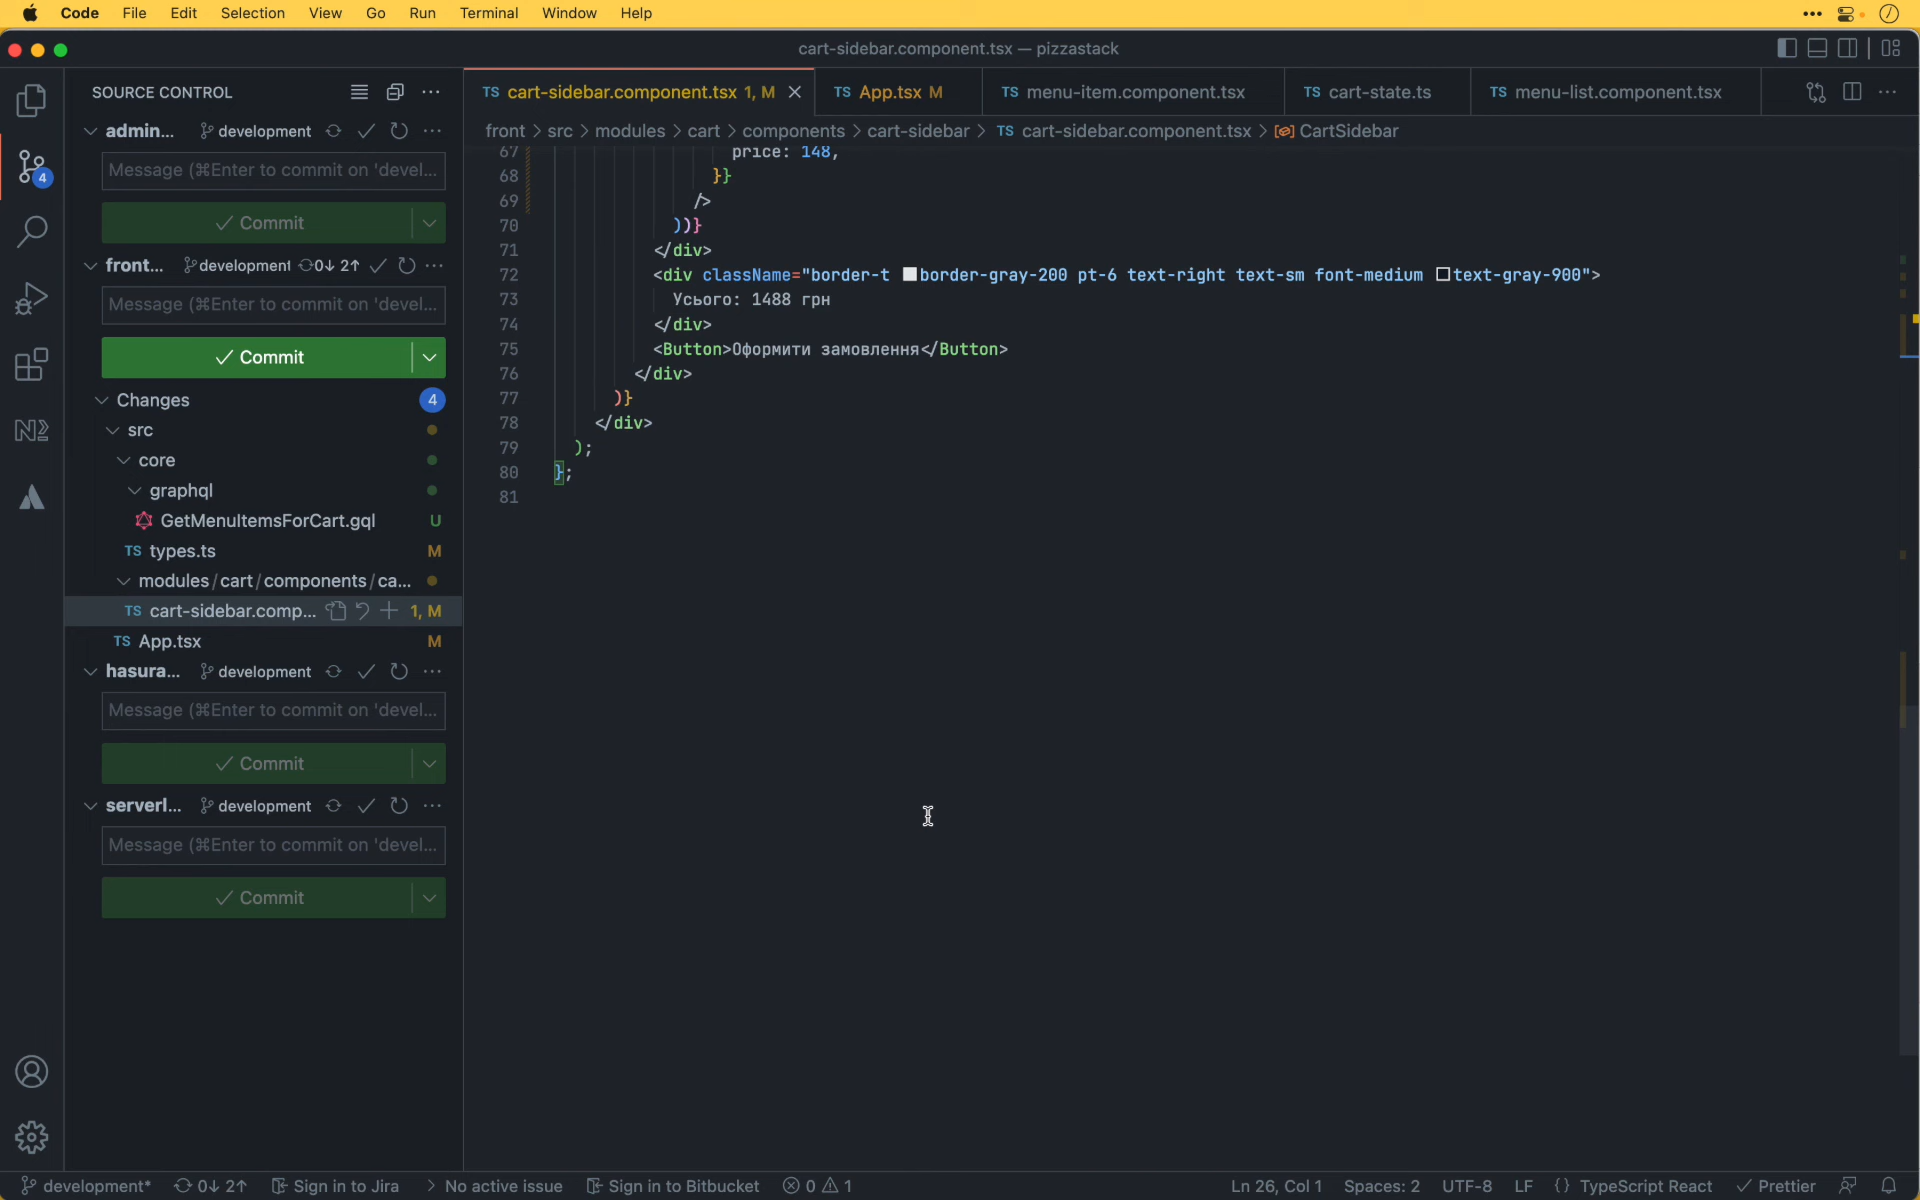 Code File Edit Selection View Go Run Terminal Window Help
cart-sidebar.component.tsx — pizzastack
SOURCE CONTROL
TS cart-sidebar.component.tsx 1, M
TS App.tsx M
TS menu-item.component.tsx
TS cart-state.ts
TS menu-list.component.tsx
front > src > modules > cart > components > cart-sidebar > TS cart-sidebar.component.tsx > CartSidebar
admin... development
Message (⌘Enter to commit on 'devel...
Commit
front... development 0↓ 2↑
Message (⌘Enter to commit on 'devel...
Commit
Changes 4
src
core
graphql
GetMenuItemsForCart.gql U
TS types.ts M
modules/cart/components/ca...
TS cart-sidebar.comp... 1, M
TS App.tsx M
hasura... development
Message (⌘Enter to commit on 'devel...
Commit
serverl... development
Message (⌘Enter to commit on 'devel...
Commit
4
67 price: 148,
68 }}
69 />
70 ))}
71 </div>
72 <div className="border-t border-gray-200 pt-6 text-right text-sm font-medium text-gray-900">
73 Усього: 1488 грн
74 </div>
75 <Button>Оформити замовлення</Button>
76 </div>
77 )}
78 </div>
79 );
80 };
81
development* 0↓ 2↑ Sign in to Jira > No active issue Sign in to Bitbucket 0 1 Ln 26, Col 1 Spaces: 2 UTF-8 LF {} TypeScript React Prettier